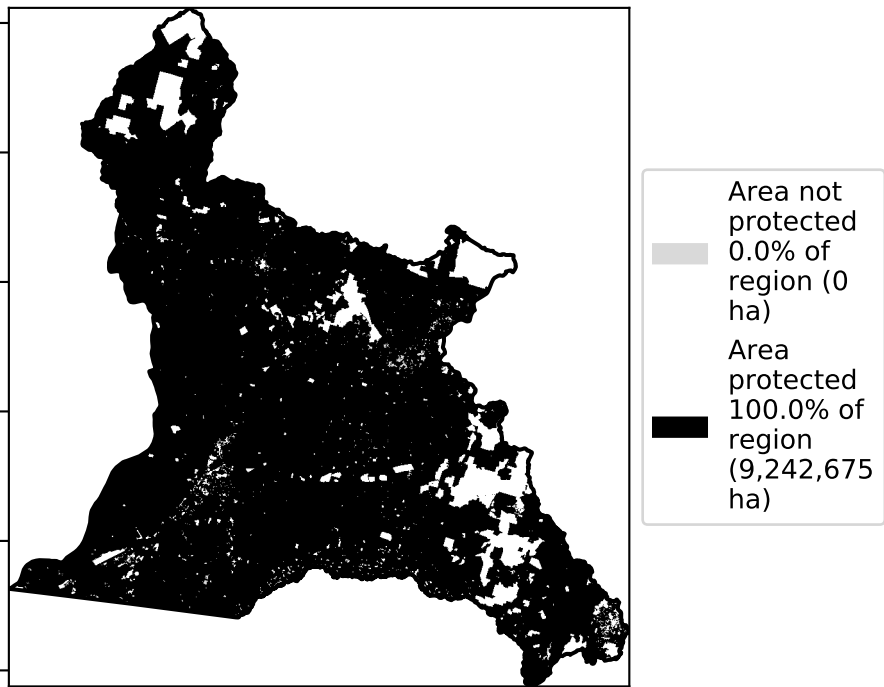 Area not
protected
0.0% of
region (0
ha)
Area
protected
100.0% of
region
(9,242,675
ha)